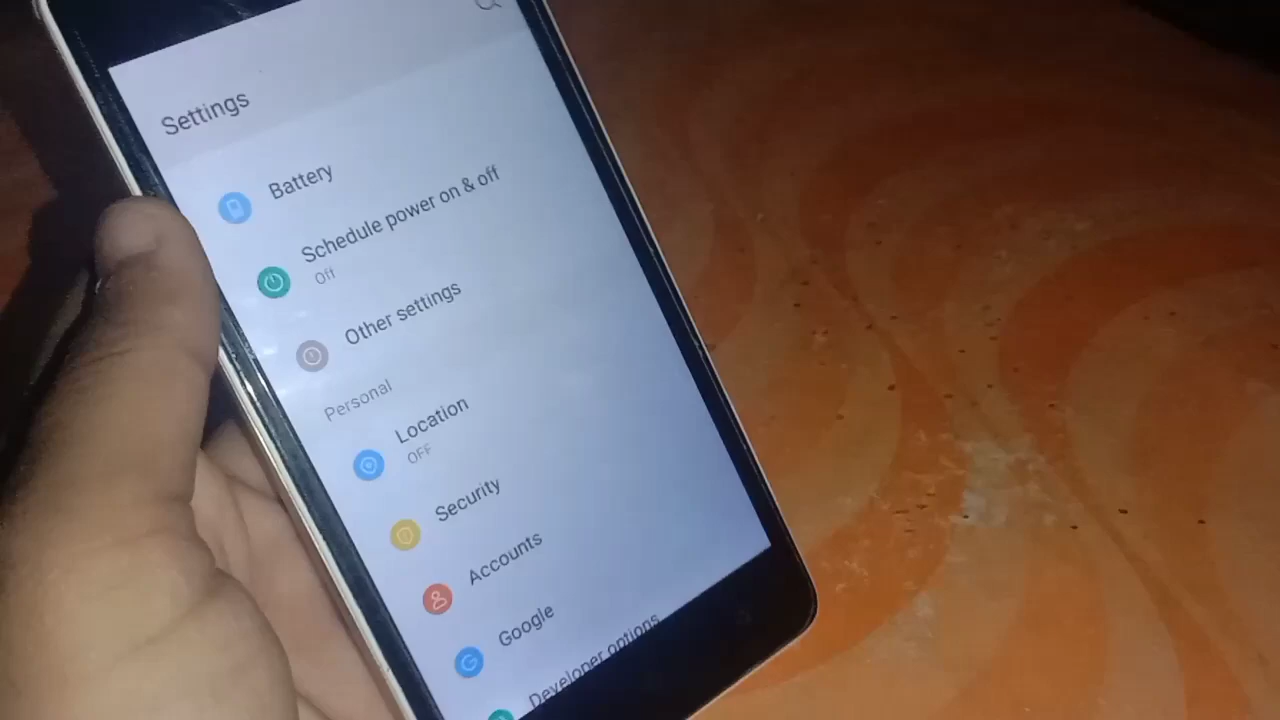 Settings
Battery
Schedule power on & off
Off
Other settings
Personal
Location
OFF
Security
Accounts
Google
Developer options